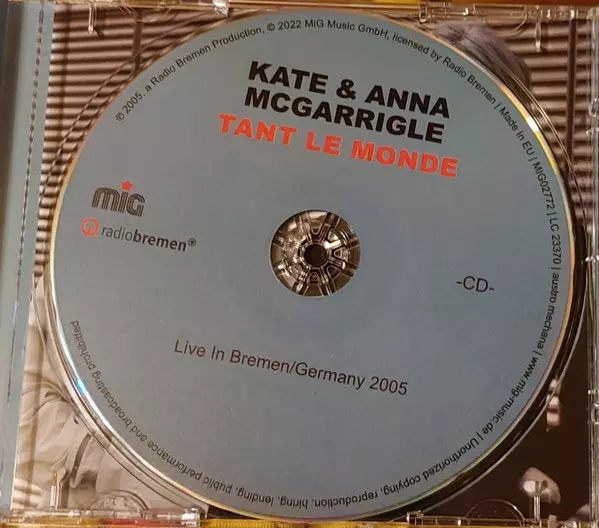 ℗ 2005. a Radio Bremen Production, © 2022 MiG Music GmbH, licensed by Radio Bremen | Made in EU | MIG02772 | LC 23370 | austro mechana | www.mig-music.de | Unorthorized copying, reproduction, hiring, lending, public performance and broadcasting prohibited
KATE & ANNA
MCGARRIGLE
TANT LE MONDE
MIG
radiobremen®
-CD-
Live In Bremen/Germany 2005